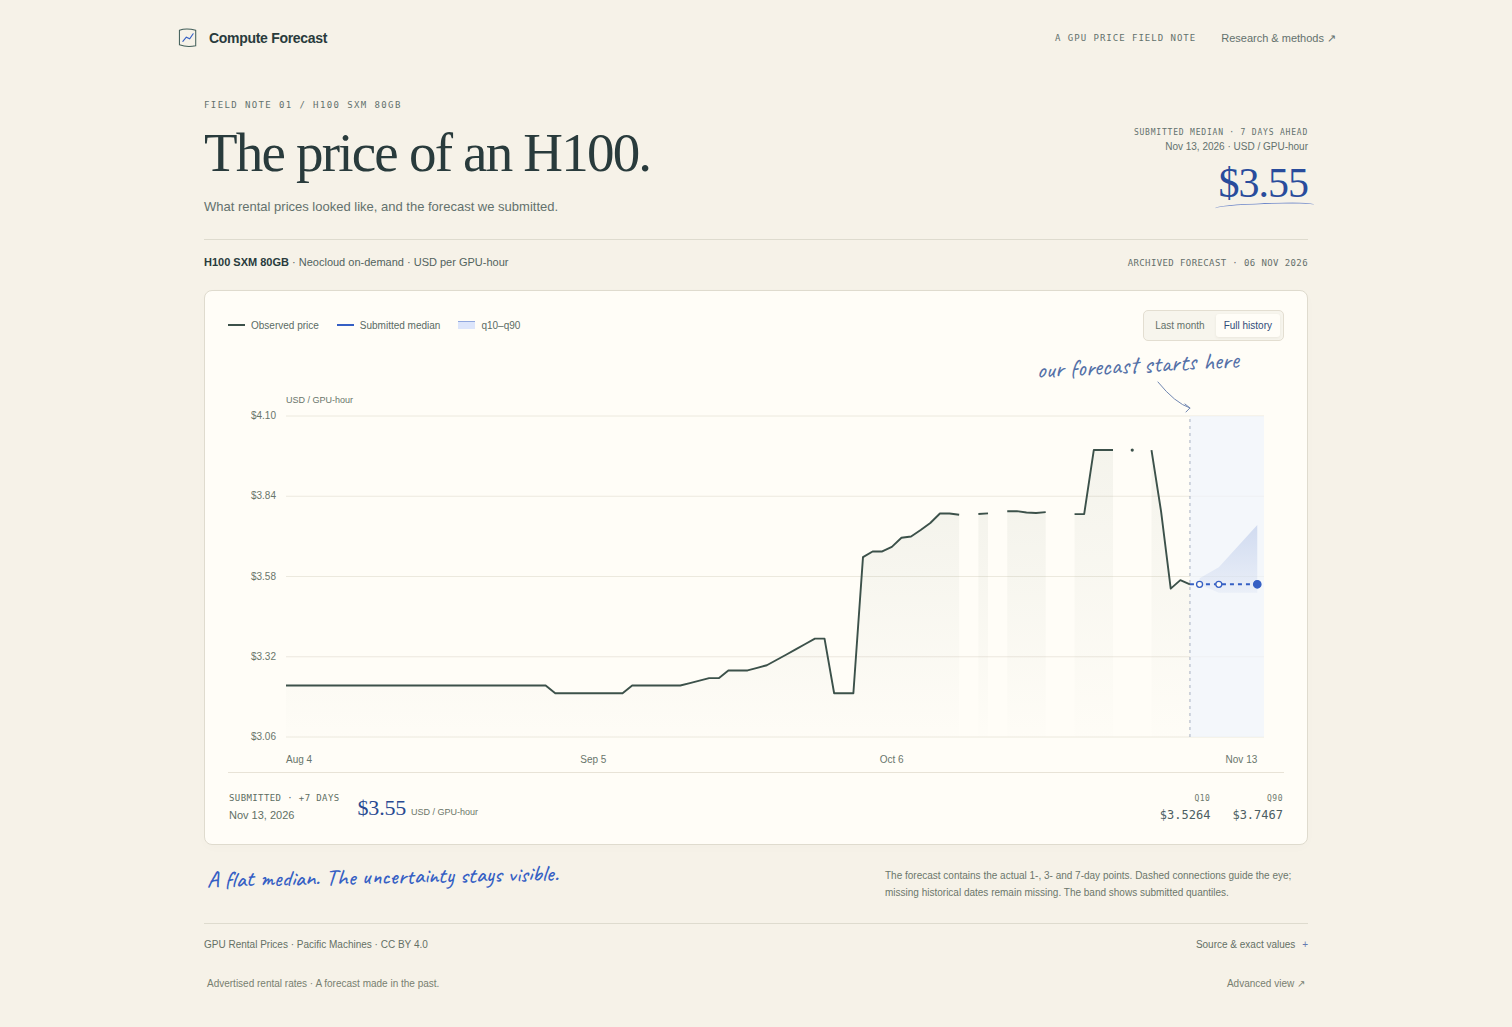 Compute Forecast
A GPU PRICE FIELD NOTE
Research & methods ↗
FIELD NOTE 01 / H100 SXM 80GB
The price of an H100.
What rental prices looked like, and the forecast we submitted.
SUBMITTED MEDIAN · 7 DAYS AHEAD
Nov 13, 2026 · USD / GPU-hour
$3.55
H100 SXM 80GB · Neocloud on-demand · USD per GPU-hour
ARCHIVED FORECAST · 06 NOV 2026
Observed price
Submitted median
q10–q90
Last month
Full history
our forecast starts here
USD / GPU-hour
$4.10
$3.84
$3.58
$3.32
$3.06
Aug 4
Sep 5
Oct 6
Nov 13
SUBMITTED · +7 DAYS
Nov 13, 2026
$3.55 USD / GPU-hour
Q10
$3.5264
Q90
$3.7467
A flat median. The uncertainty stays visible.
The forecast contains the actual 1-, 3- and 7-day points. Dashed connections guide the eye;
missing historical dates remain missing. The band shows submitted quantiles.
GPU Rental Prices · Pacific Machines · CC BY 4.0
Source & exact values +
Advertised rental rates · A forecast made in the past.
Advanced view ↗